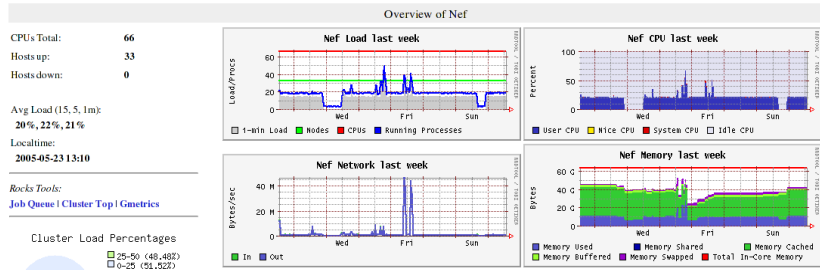 Overview of Nef
CPUs Total: 66
Hosts up: 33
Hosts down: 0
Avg Load (15, 5, 1m):
20%, 22%, 21%
Localtime:
2005-05-23 13:10
Rocks Tools:
Job Queue | Cluster Top | Gmetrics
Cluster Load Percentages
25-50 (48.48%)
0-25 (51.52%)
Nef Load last week
Load/Procs
60
40
20
0
Wed Fri Sun
1-min Load Nodes CPUs Running Processes
Nef CPU last week
Percent
100
50
0
Wed Fri Sun
User CPU Nice CPU System CPU Idle CPU
Nef Network last week
Bytes/sec
40 M
20 M
0
Wed Fri Sun
In Out
Nef Memory last week
Bytes
60 G
40 G
20 G
0
Wed Fri Sun
Memory Used Memory Shared Memory Cached
Memory Buffered Memory Swapped Total In-Core Memory